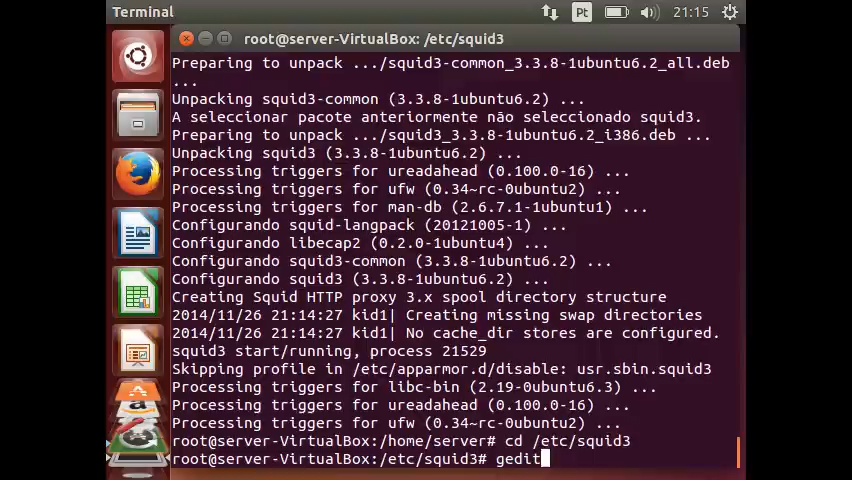 Terminal
Pt
21:15
root@server-VirtualBox: /etc/squid3
Preparing to unpack .../squid3-common_3.3.8-1ubuntu6.2_all.deb
...
Unpacking squid3-common (3.3.8-1ubuntu6.2) ...
A seleccionar pacote anteriormente não seleccionado squid3.
Preparing to unpack .../squid3_3.3.8-1ubuntu6.2_i386.deb ...
Unpacking squid3 (3.3.8-1ubuntu6.2) ...
Processing triggers for ureadahead (0.100.0-16) ...
Processing triggers for ufw (0.34~rc-0ubuntu2) ...
Processing triggers for man-db (2.6.7.1-1ubuntu1) ...
Configurando squid-langpack (20121005-1) ...
Configurando libecap2 (0.2.0-1ubuntu4) ...
Configurando squid3-common (3.3.8-1ubuntu6.2) ...
Configurando squid3 (3.3.8-1ubuntu6.2) ...
Creating Squid HTTP proxy 3.x spool directory structure
2014/11/26 21:14:27 kid1| Creating missing swap directories
2014/11/26 21:14:27 kid1| No cache_dir stores are configured.
squid3 start/running, process 21529
Skipping profile in /etc/apparmor.d/disable: usr.sbin.squid3
Processing triggers for libc-bin (2.19-0ubuntu6.3) ...
Processing triggers for ureadahead (0.100.0-16) ...
Processing triggers for ufw (0.34~rc-0ubuntu2) ...
root@server-VirtualBox:/home/server# cd /etc/squid3
root@server-VirtualBox:/etc/squid3# gedit